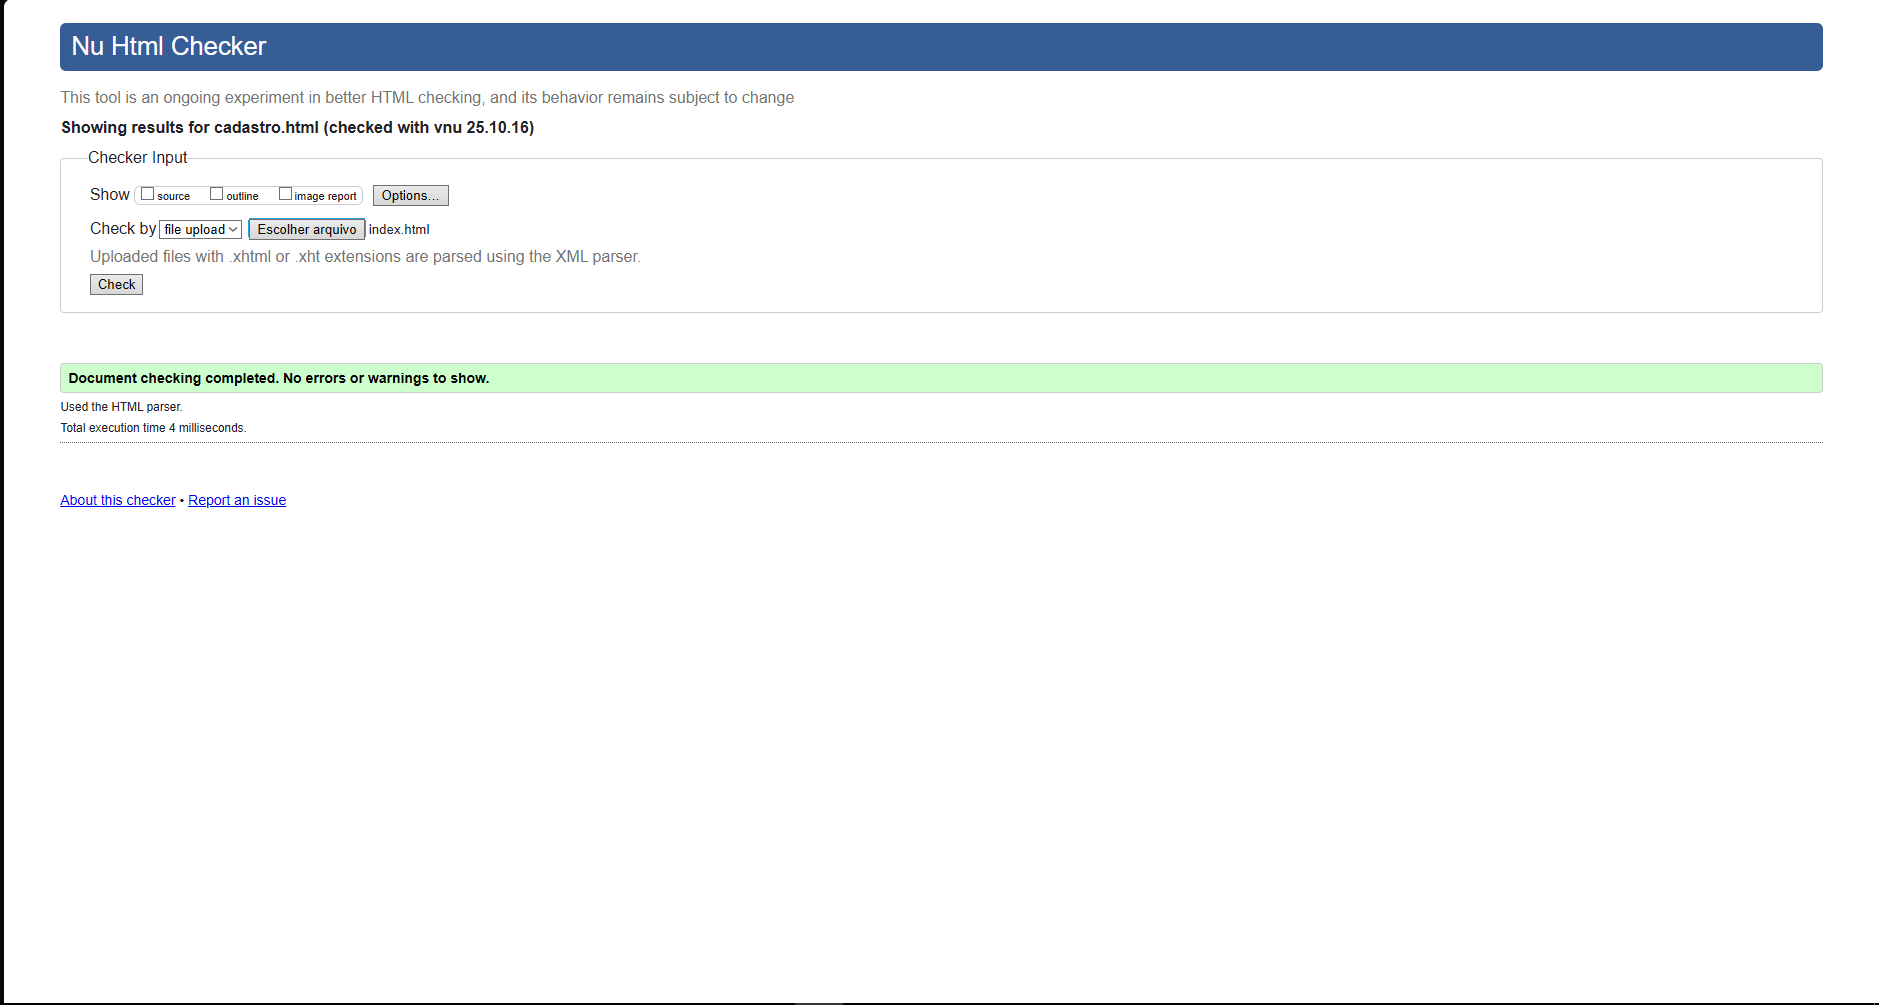 Nu Html Checker
This tool is an ongoing experiment in better HTML checking, and its behavior remains subject to change
Showing results for cadastro.html (checked with vnu 25.10.16)
Checker Input
Show source outline image report Options...
Check by file upload Escolher arquivo index.html
Uploaded files with .xhtml or .xht extensions are parsed using the XML parser.
Check
Document checking completed. No errors or warnings to show.
Used the HTML parser.
Total execution time 4 milliseconds.
About this checker • Report an issue